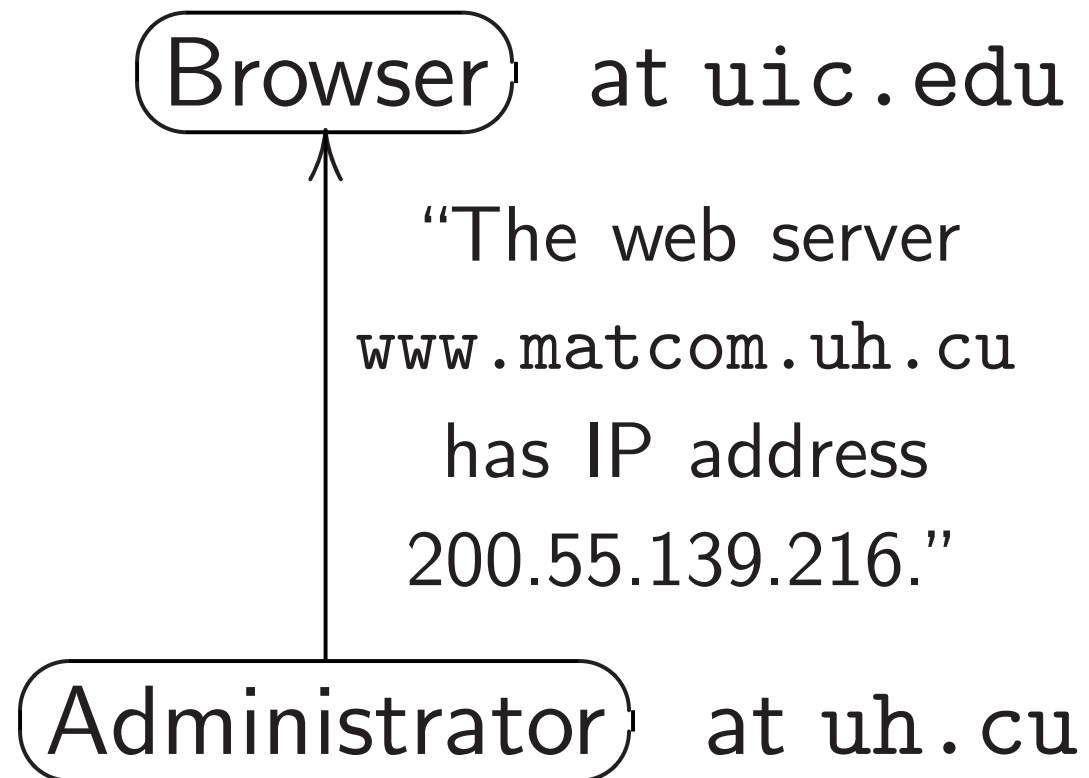 Browser at uic.edu
“The web server
www.matcom.uh.cu
has IP address
200.55.139.216.”
Administrator at uh.cu